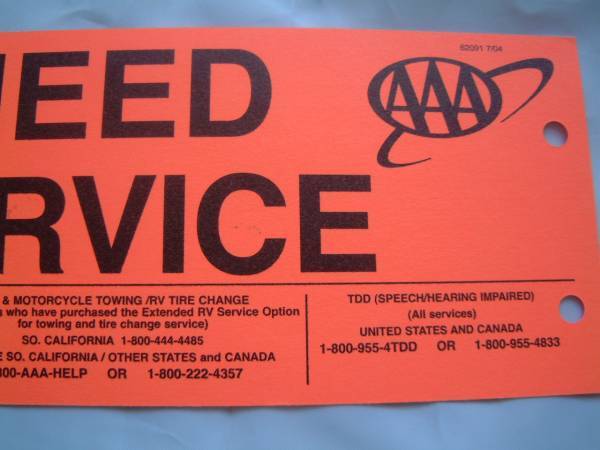 62091 7/04
EED
AAA
RVICE
& MOTORCYCLE TOWING /RV TIRE CHANGE
who have purchased the Extended RV Service Option
for towing and tire change service)
SO. CALIFORNIA 1-800-444-4485
SO. CALIFORNIA / OTHER STATES and CANADA
00-AAA-HELP OR 1-800-222-4357
TDD (SPEECH/HEARING IMPAIRED)
(All services)
UNITED STATES AND CANADA
1-800-955-4TDD OR 1-800-955-4833